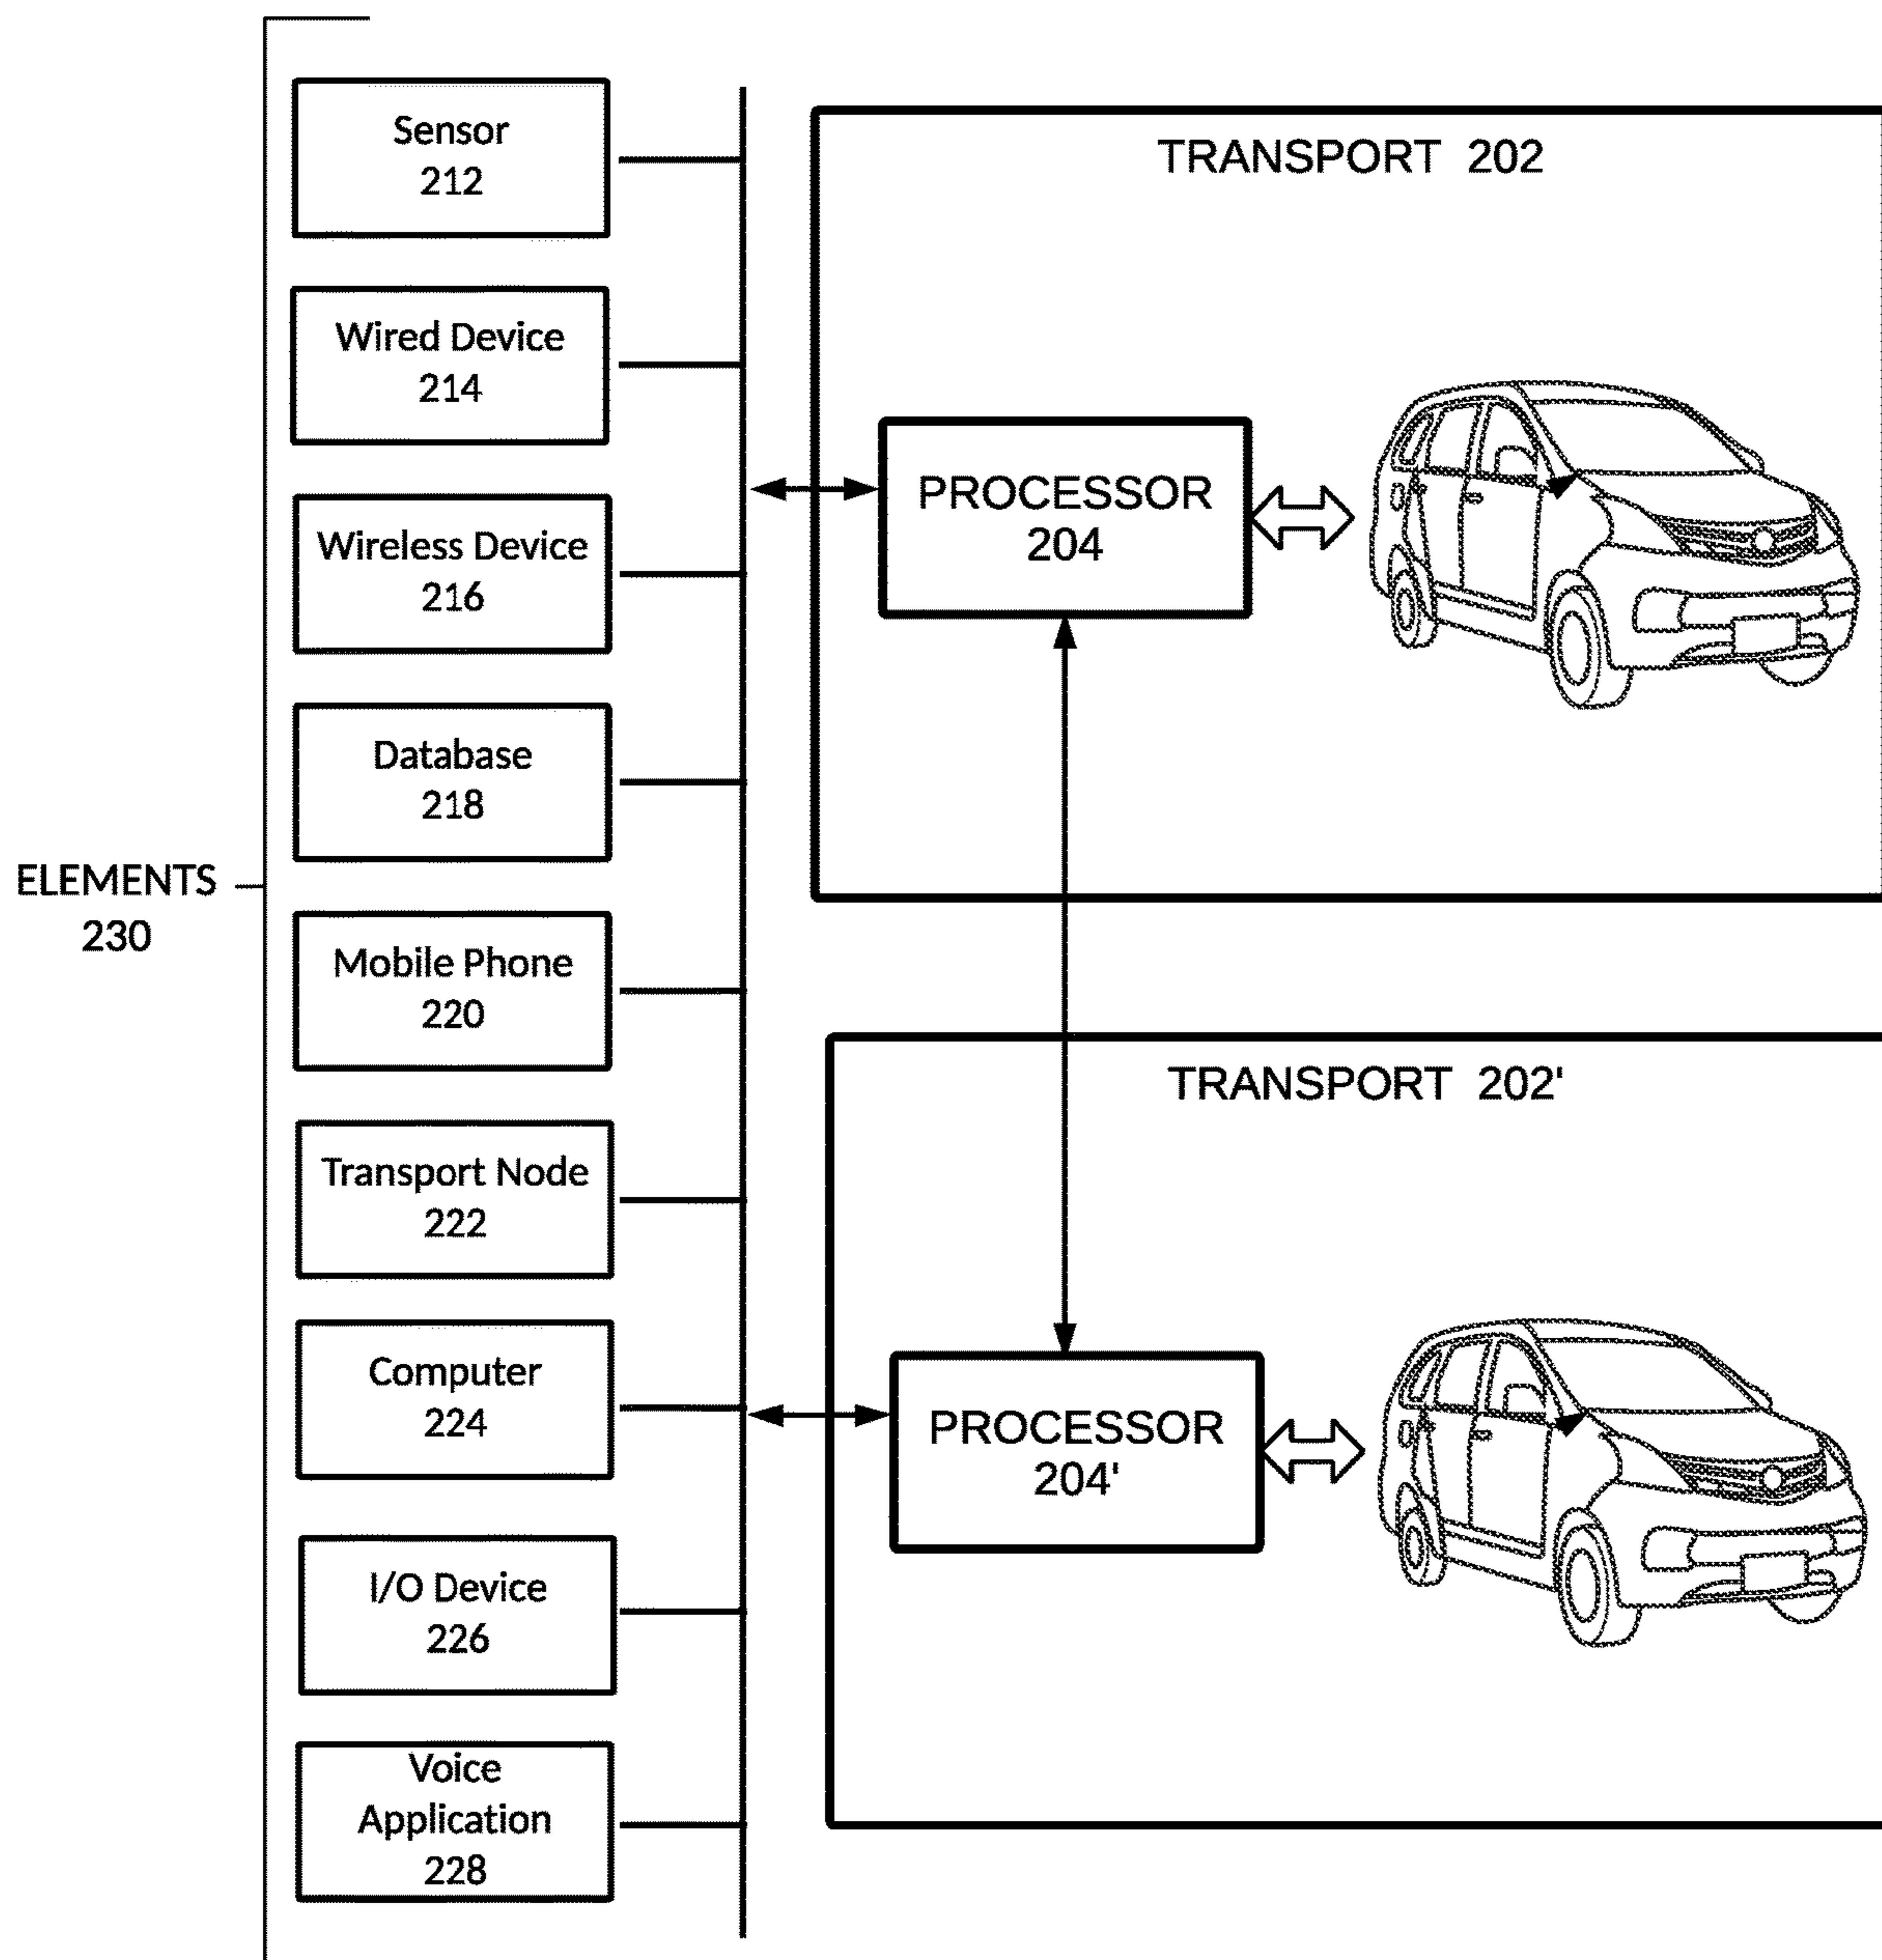 Sensor
212
Wired Device
214
Wireless Device
216
Database
218
ELEMENTS
230
Mobile Phone
220
Transport Node
222
Computer
224
I/O Device
226
Voice
Application
228
TRANSPORT 202
PROCESSOR
204
TRANSPORT 202'
PROCESSOR
204'